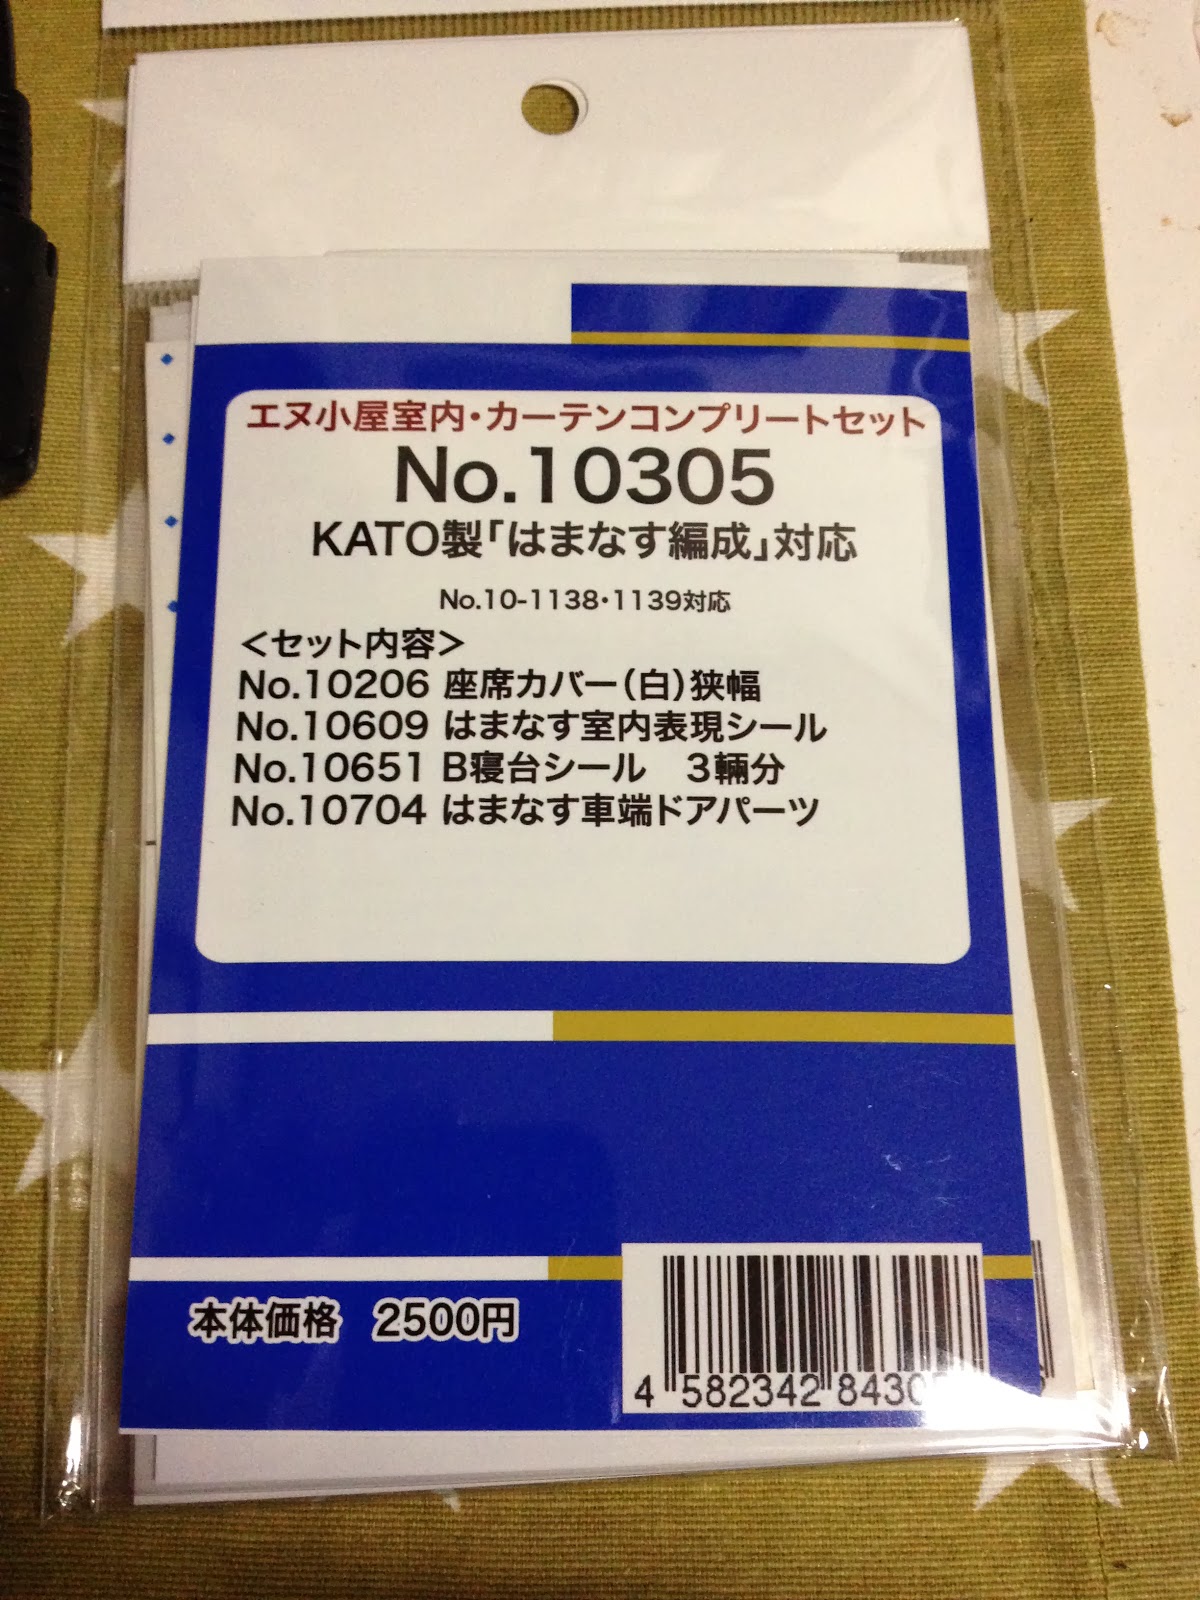 エヌ小屋室内・カーテンコンプリートセット
No.10305
KATO製「はまなす編成」対応
No.10-1138・1139対応
＜セット内容＞
No.10206 座席カバー（白）狭幅
No.10609 はまなす室内表現シール
No.10651 B寝台シール　3輛分
No.10704 はまなす車端ドアパーツ
本体価格　2500円
4 582342 8430